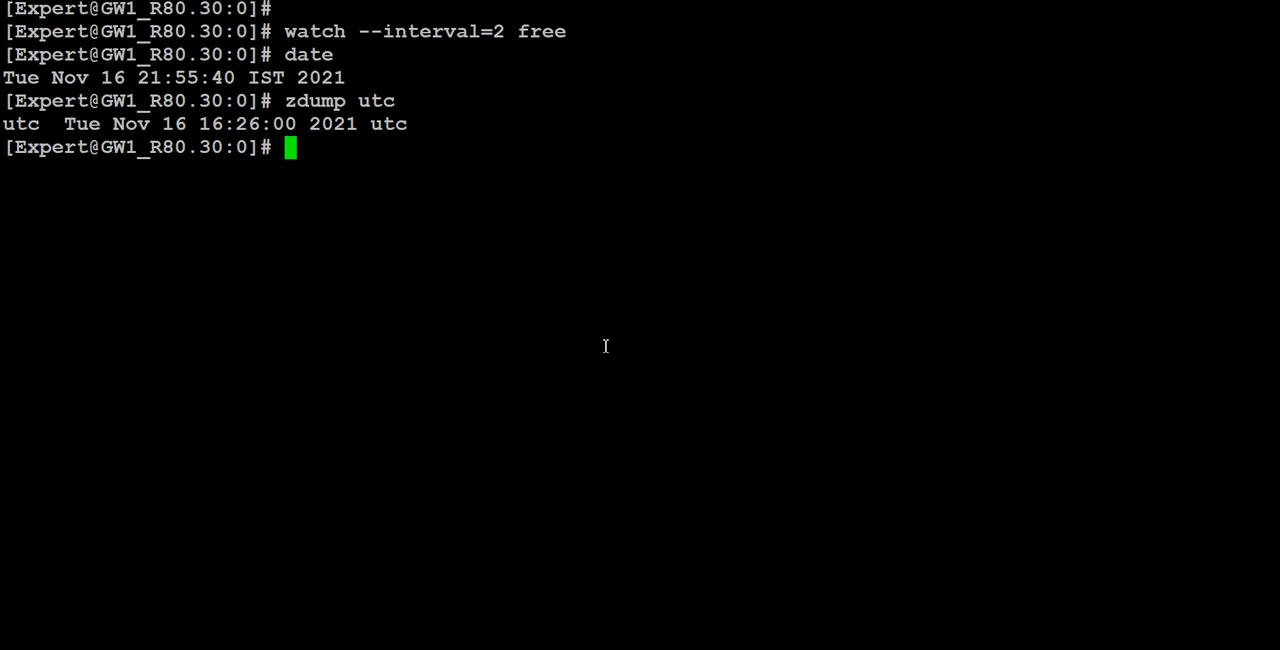 [Expert@GW1_R80.30:0]#
[Expert@GW1_R80.30:0]# watch --interval=2 free
[Expert@GW1_R80.30:0]# date
Tue Nov 16 21:55:40 IST 2021
[Expert@GW1_R80.30:0]# zdump utc
utc  Tue Nov 16 16:26:00 2021 utc
[Expert@GW1_R80.30:0]#